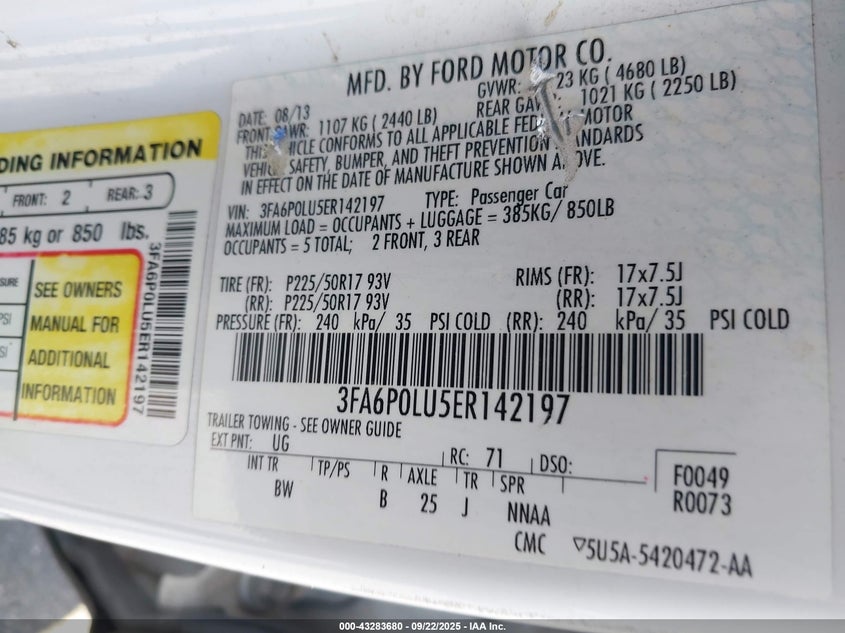 DING INFORMATION
FRONT: 2 REAR: 3
85 kg or 850 lbs.
SURE
PSI
PSI
SEE OWNERS
MANUAL FOR
ADDITIONAL
INFORMATION
3FA6P0LU5ER142197
MFD. BY FORD MOTOR CO.
DATE: 08/13 GVWR: 23 KG ( 4680 LB)
FRONT WR: 1107 KG ( 2440 LB) REAR GAW 1021 KG ( 2250 LB)
THIS VEHICLE CONFORMS TO ALL APPLICABLE FED MOTOR
VEHIC SAFETY, BUMPER, AND THEFT PREVENTION STANDARDS
IN EFFECT ON THE DATE OF MANUFACTURE SHOWN ABOVE.
VIN: 3FA6P0LU5ER142197 TYPE: Passenger Car
MAXIMUM LOAD = OCCUPANTS + LUGGAGE = 385KG/ 850LB
OCCUPANTS = 5 TOTAL; 2 FRONT, 3 REAR
TIRE (FR): P225/50R17 93V RIMS (FR): 17x7.5J
(RR): P225/50R17 93V (RR): 17x7.5J
PRESSURE (FR): 240 kPa/ 35 PSI COLD (RR): 240 kPa/ 35 PSI COLD
3FA6P0LU5ER142197
TRAILER TOWING - SEE OWNER GUIDE
EXT PNT: UG RC: 71 DSO:
INT TR TP/PS R AXLE TR SPR F0049
BW B 25 J NNAA R0073
CMC ▽5U5A-5420472-AA
000-43283680 - 09/22/2025 - IAA Inc.